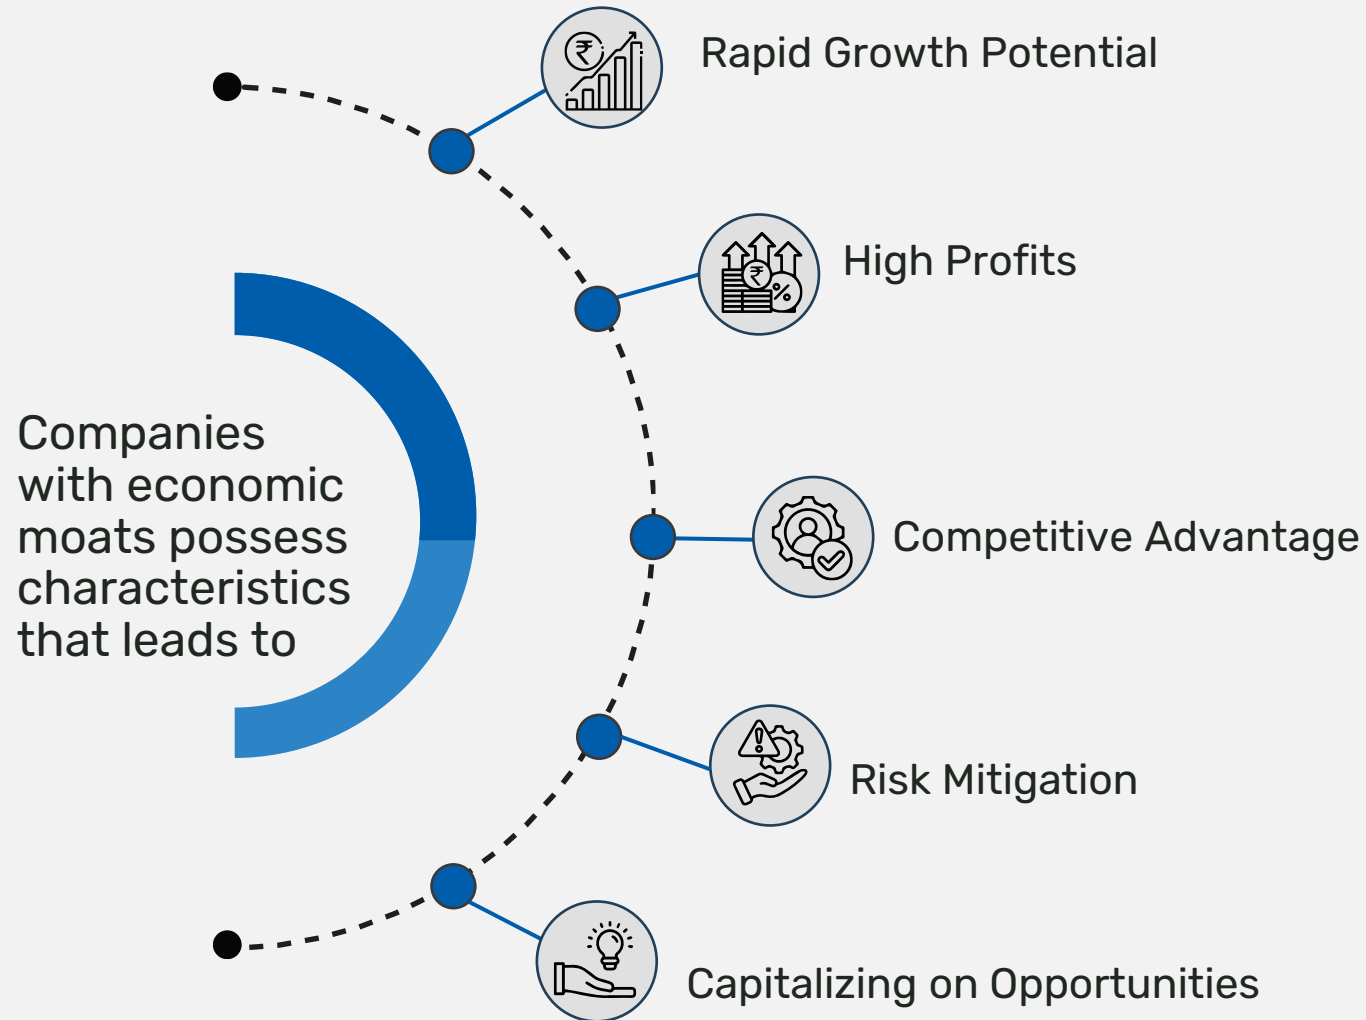 Rapid Growth Potential
₹
High Profits
₹
%
Companies
with economic
moats possess
characteristics
that leads to
Competitive Advantage
!
Risk Mitigation
Capitalizing on Opportunities